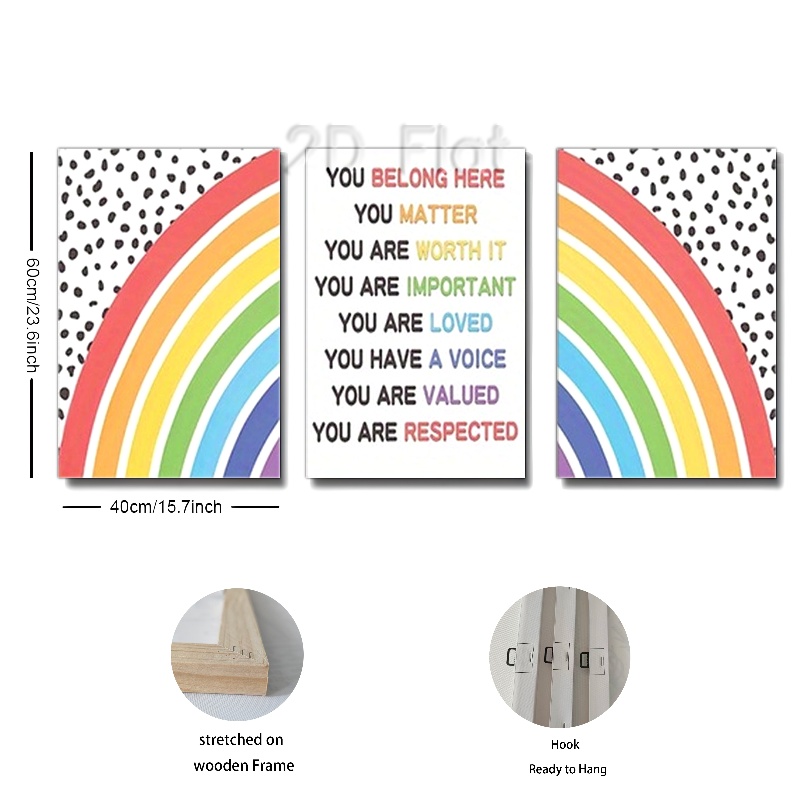 2D Flat
YOU BELONG HERE
YOU MATTER
YOU ARE WORTH IT
YOU ARE IMPORTANT
YOU ARE LOVED
YOU HAVE A VOICE
YOU ARE VALUED
YOU ARE RESPECTED
60cm/23.6inch
40cm/15.7inch
stretched on
wooden Frame
Hook
Ready to Hang